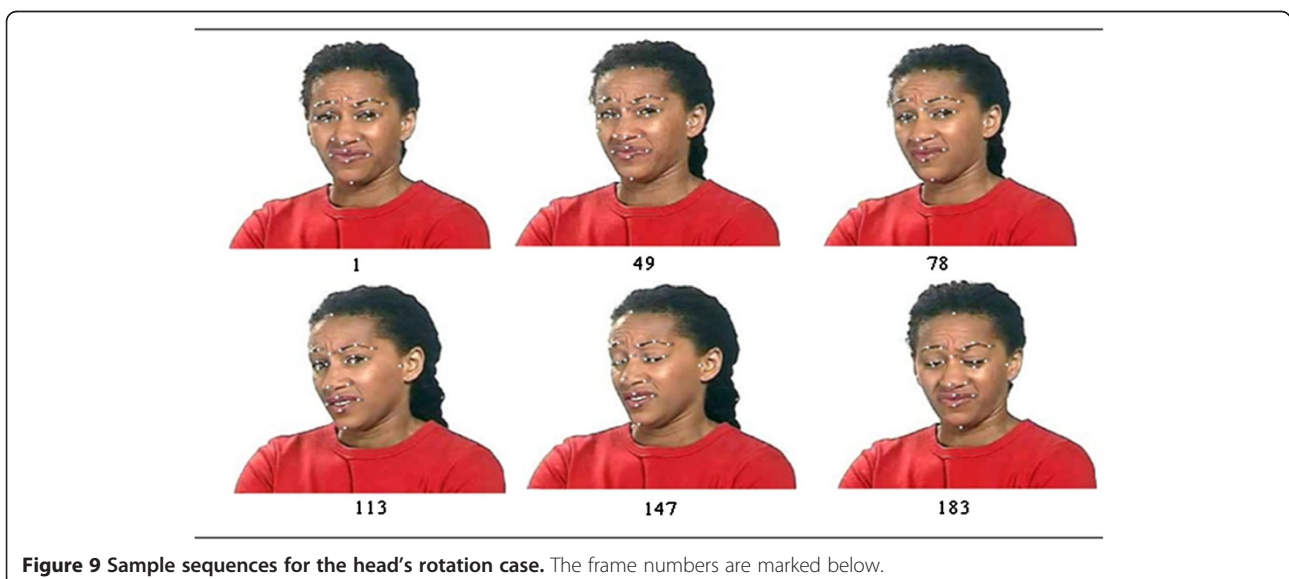 1 49 78
113 147 183
Figure 9 Sample sequences for the head's rotation case. The frame numbers are marked below.